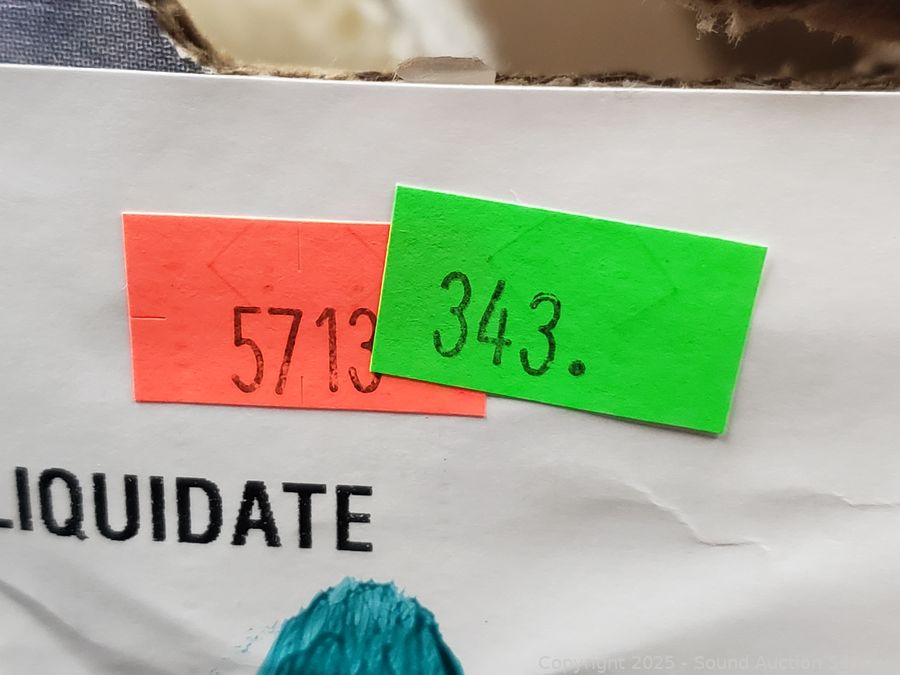 5713
343.
LIQUIDATE
Copyright 2025 - Sound Auction